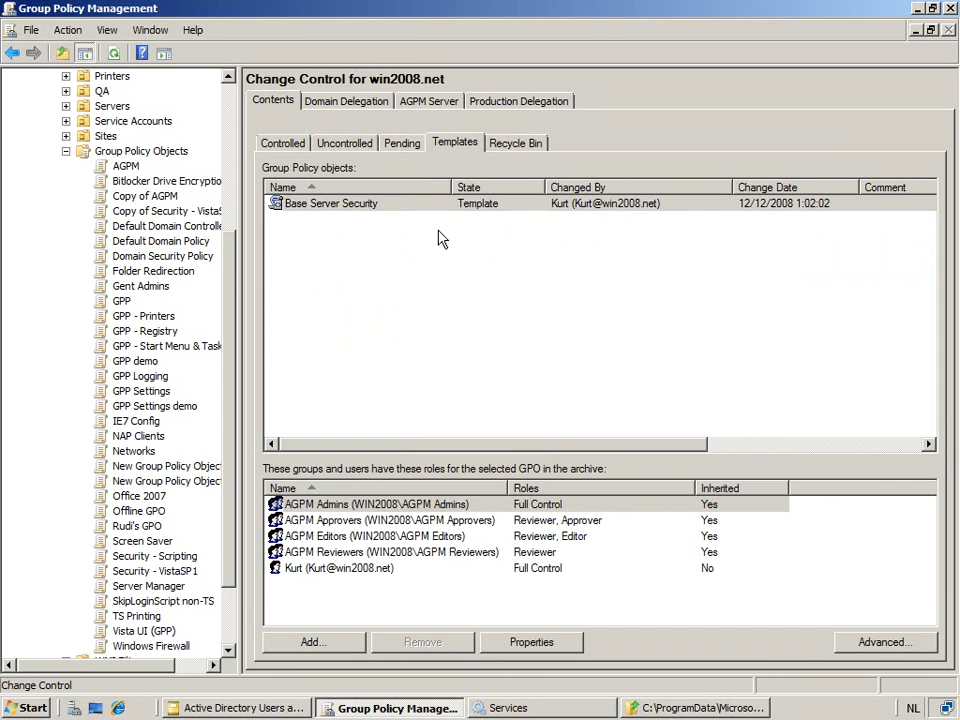 Group Policy Management
File Action View Window Help
Printers
QA
Servers
Service Accounts
Sites
Group Policy Objects
AGPM
Bitlocker Drive Encryptio
Copy of AGPM
Copy of Security - VistaS
Default Domain Controlle
Default Domain Policy
Domain Security Policy
Folder Redirection
Gent Admins
GPP
GPP - Printers
GPP - Registry
GPP - Start Menu & Task
GPP demo
GPP Logging
GPP Settings
GPP Settings demo
IE7 Config
NAP Clients
Networks
New Group Policy Objec
New Group Policy Objec
Office 2007
Offline GPO
Rudi's GPO
Screen Saver
Security - Scripting
Security - VistaSP1
Server Manager
SkipLoginScript non-TS
TS Printing
Vista UI (GPP)
Windows Firewall
Change Control for win2008.net
Contents Domain Delegation AGPM Server Production Delegation
Controlled Uncontrolled Pending Templates Recycle Bin
Group Policy objects:
Name State Changed By Change Date Comment
Base Server Security Template Kurt (Kurt@win2008.net) 12/12/2008 1:02:02
These groups and users have these roles for the selected GPO in the archive:
Name Roles Inherited
AGPM Admins (WIN2008\AGPM Admins) Full Control Yes
AGPM Approvers (WIN2008\AGPM Approvers) Reviewer, Approver Yes
AGPM Editors (WIN2008\AGPM Editors) Reviewer, Editor Yes
AGPM Reviewers (WIN2008\AGPM Reviewers) Reviewer Yes
Kurt (Kurt@win2008.net) Full Control No
Add... Remove Properties Advanced...
Change Control
Start Active Directory Users a... Group Policy Manage... Services C:\ProgramData\Microso... NL